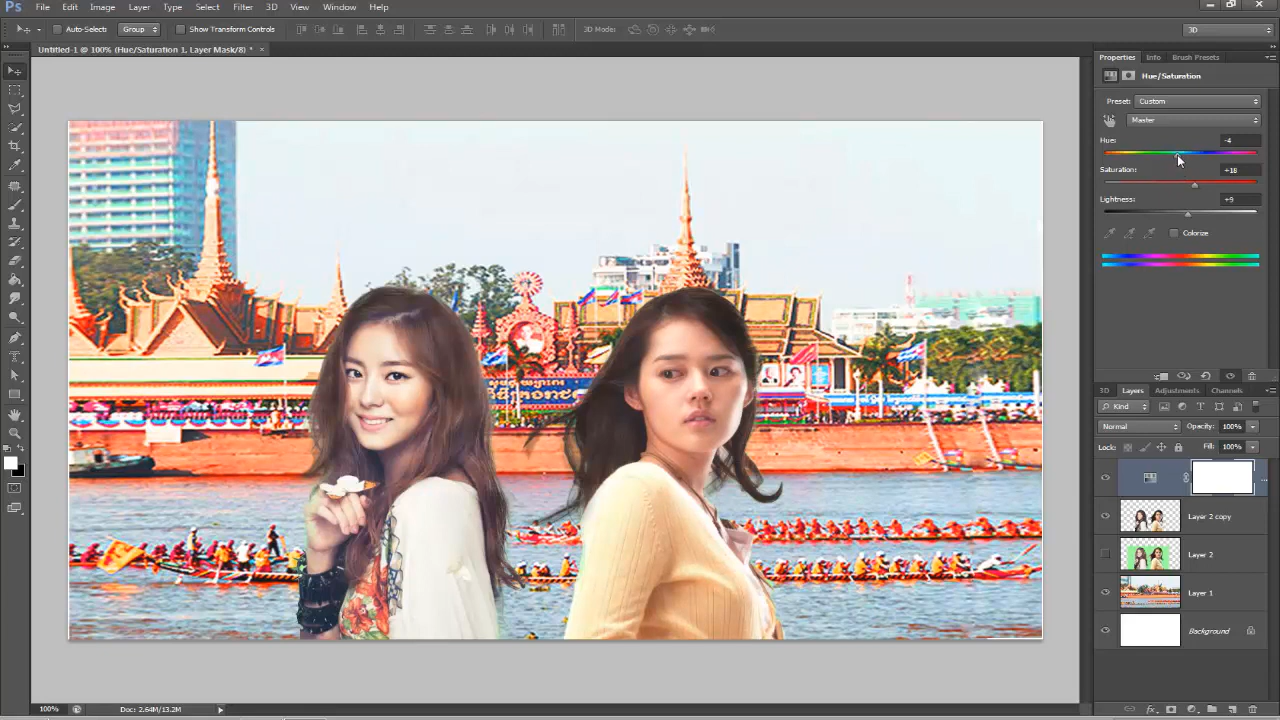 Ps File Edit Image Layer Type Select Filter 3D View Window Help
Auto-Select: Group Show Transform Controls 3D Mode: 3D
Untitled-1 @ 100% (Hue/Saturation 1, Layer Mask/8) * ×
Properties Info Brush Presets
Hue/Saturation
Preset: Custom
Master
Hue: -4
Saturation: +18
Lightness: +9
Colorize
3D Layers Adjustments Channels
Kind
Normal Opacity: 100%
Lock: Fill: 100%
...
Layer 2 copy
Layer 2
Layer 1
Background
100% Doc: 2.64M/13.2M